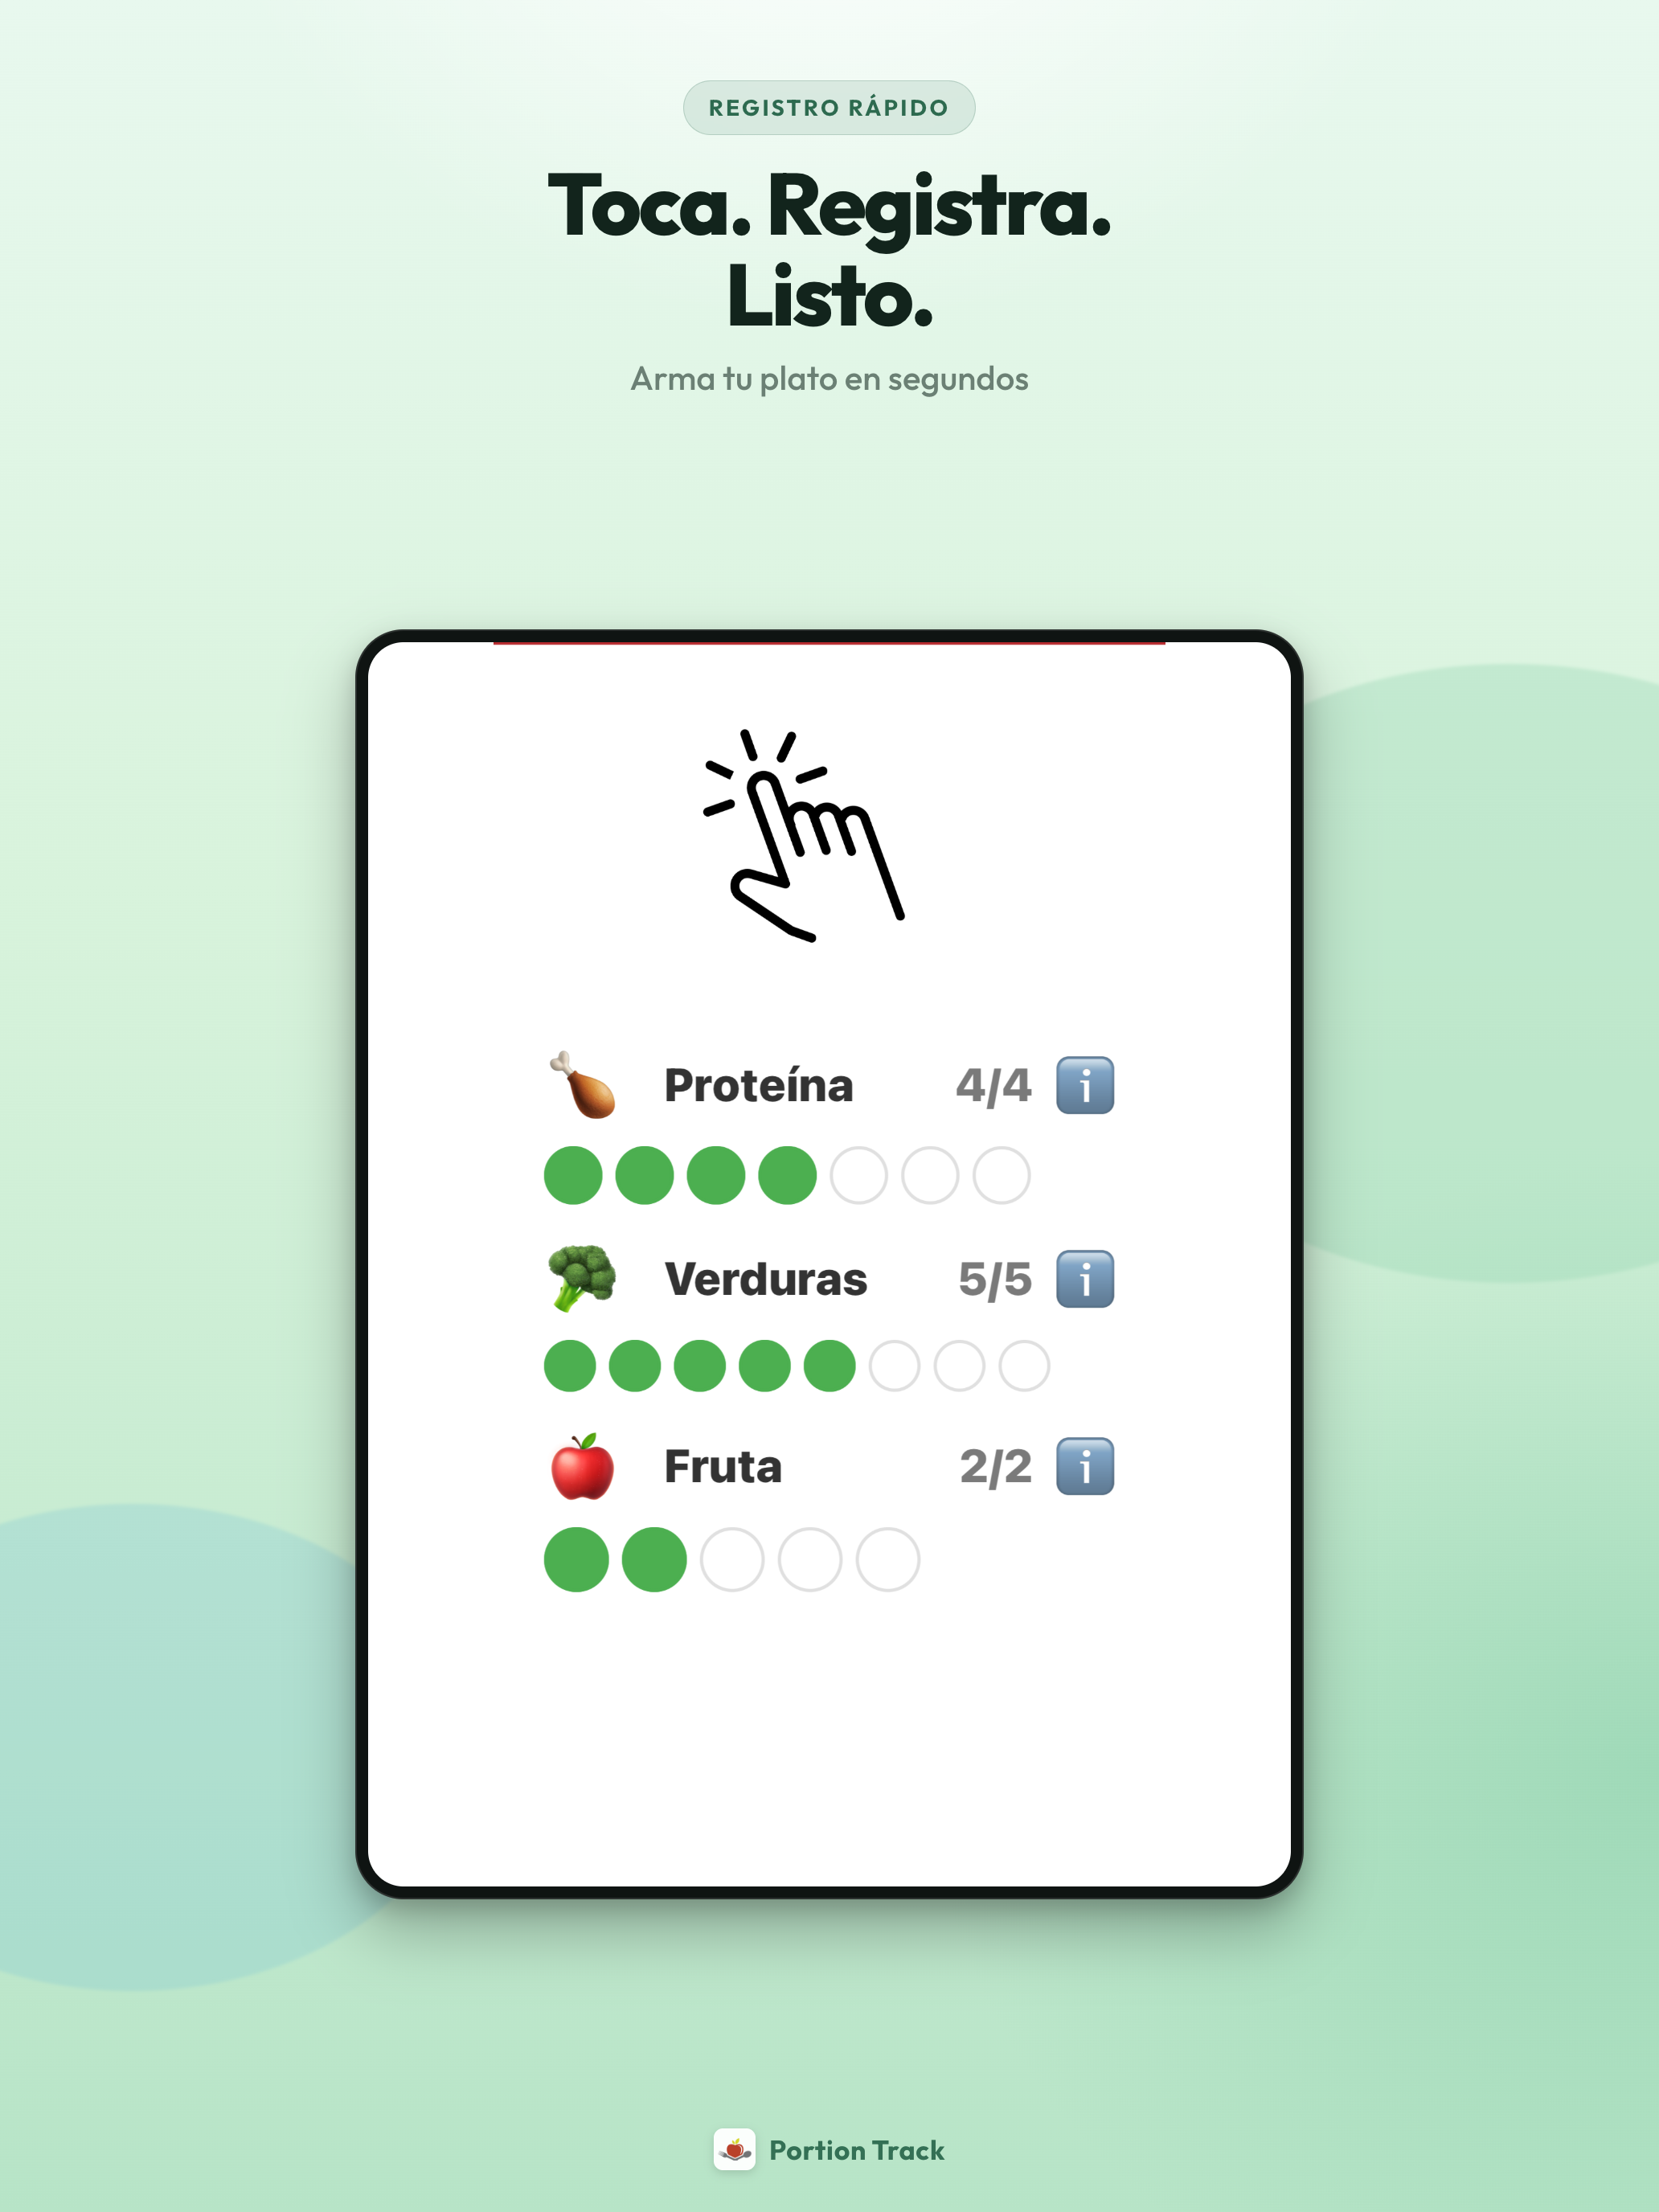 REGISTRO RÁPIDO
Toca. Registra.
Listo.
Arma tu plato en segundos
Proteína 4/4 i
Verduras 5/5 i
Fruta 2/2 i
Portion Track